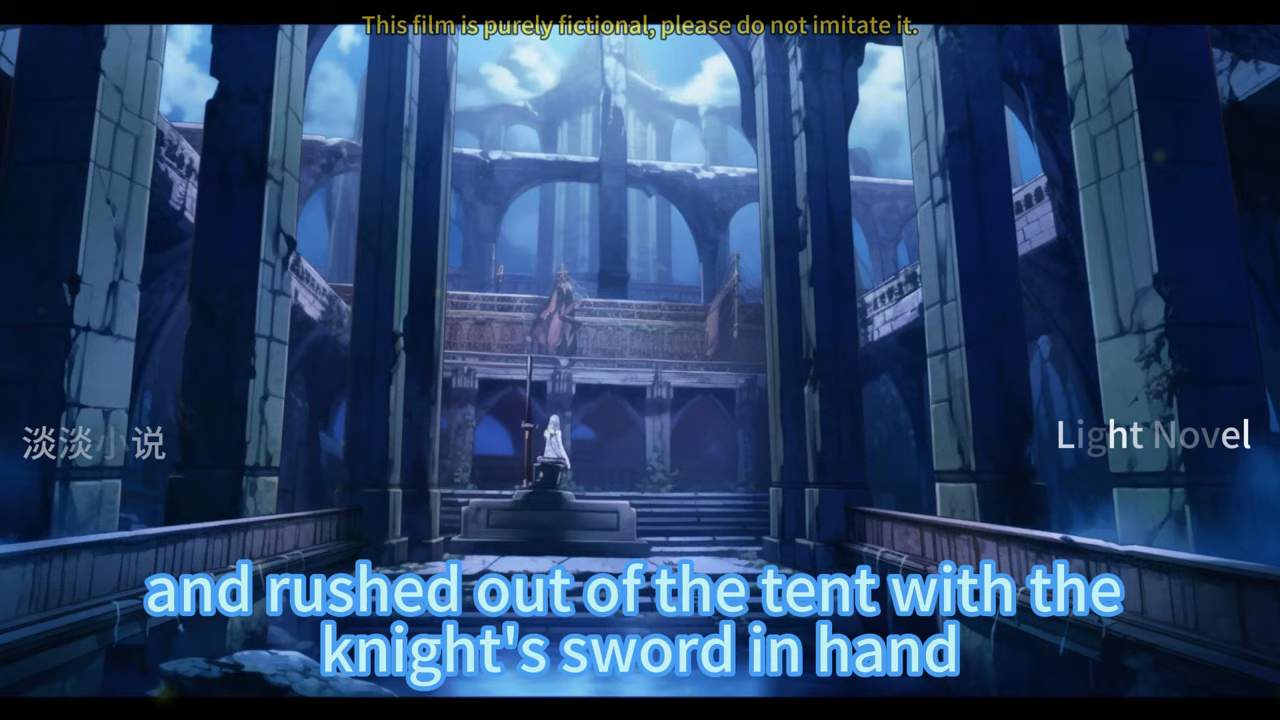 This film is purely fictional, please do not imitate it.
淡淡小说
Light Novel
and rushed out of the tent with the
knight's sword in hand